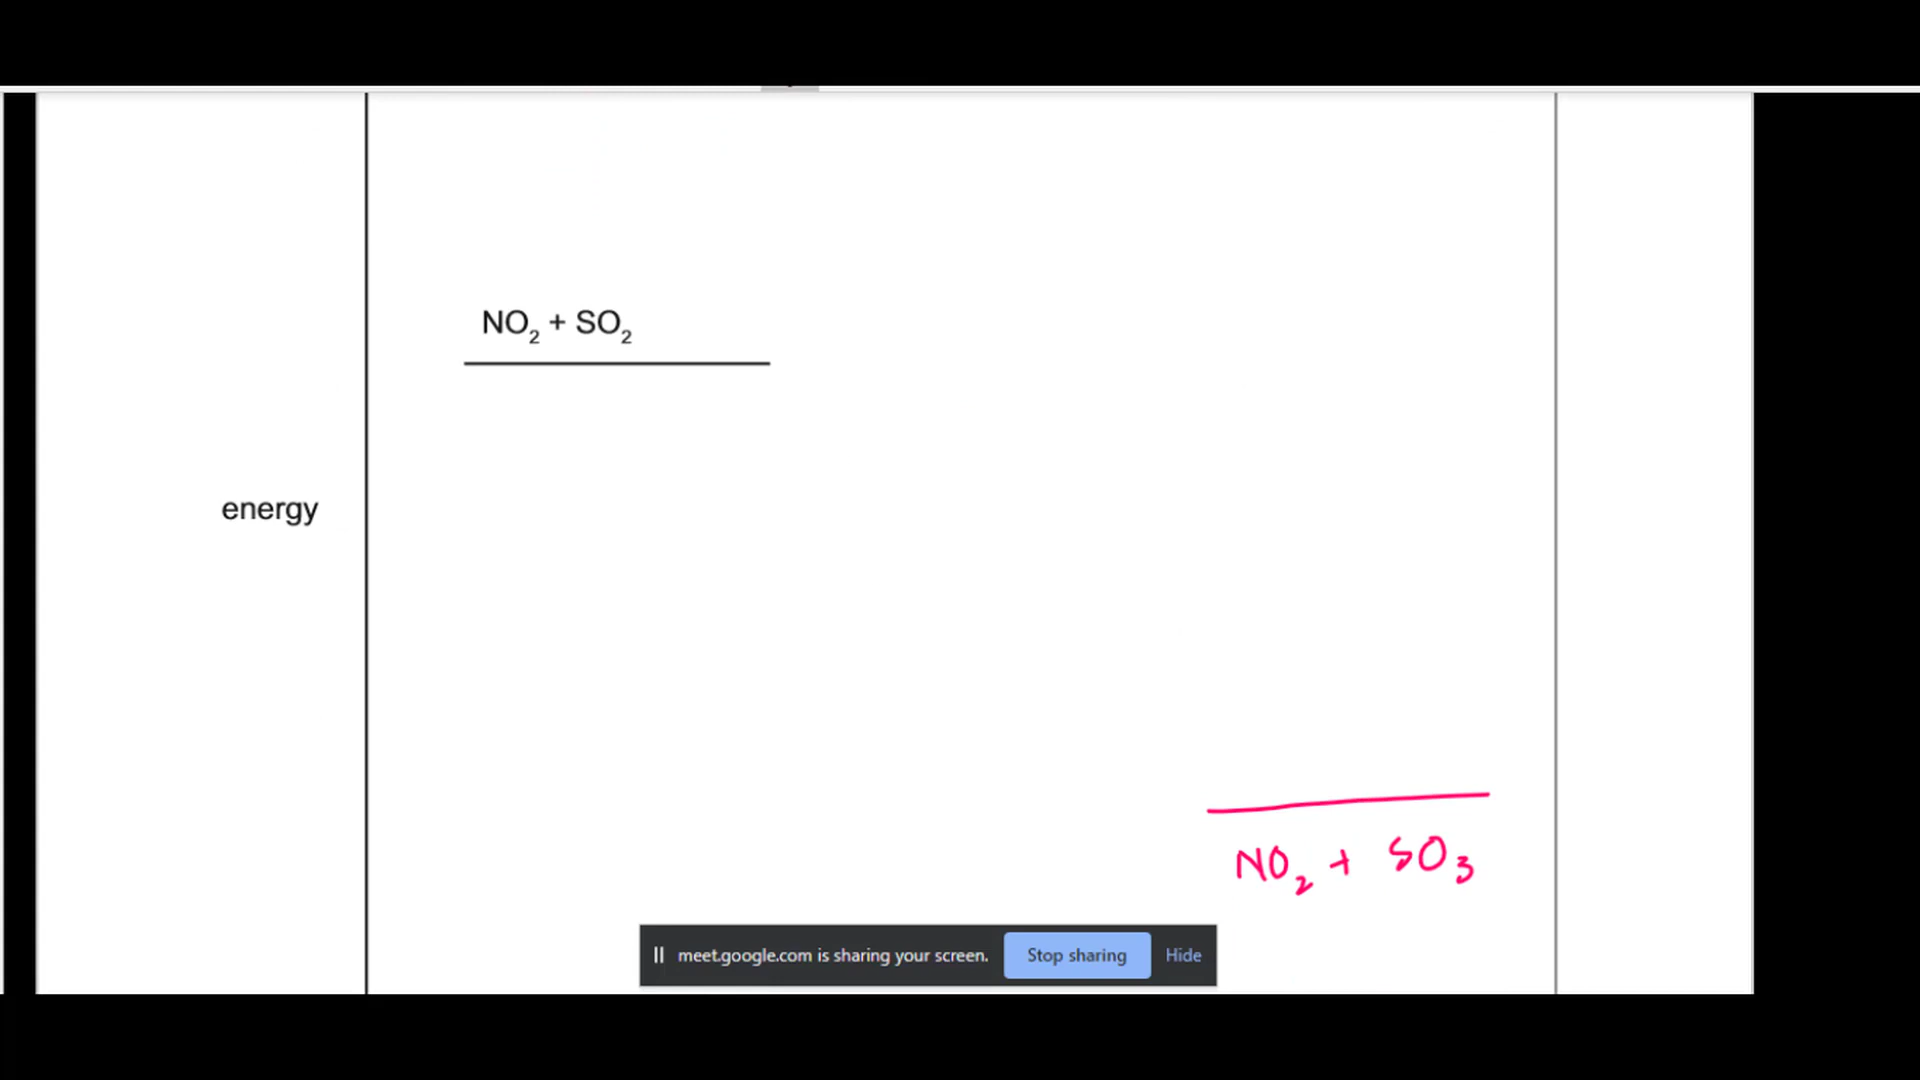 NO₂ + SO₂
energy
NO₂ + SO₃
meet.google.com is sharing your screen. Stop sharing Hide